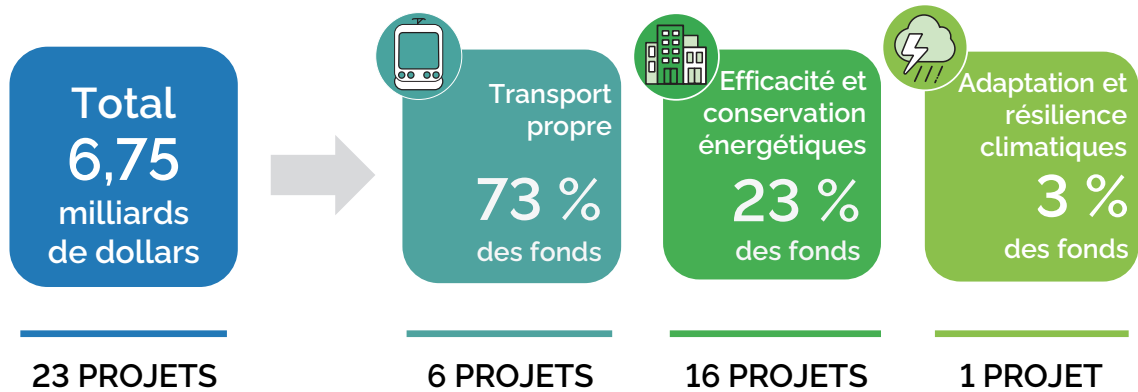 Total
6,75
milliards
de dollars
23 PROJETS
Transport
propre
73 %
des fonds
6 PROJETS
Efficacité et
conservation
énergétiques
23 %
des fonds
16 PROJETS
Adaptation et
résilience
climatiques
3 %
des fonds
1 PROJET